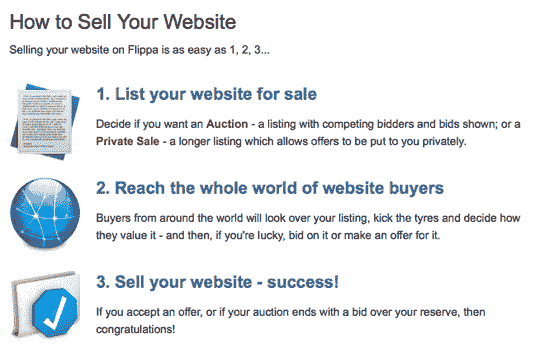 How to Sell Your Website
Selling your website on Flippa is as easy as 1, 2, 3...
1. List your website for sale
Decide if you want an Auction - a listing with competing bidders and bids shown; or a
Private Sale - a longer listing which allows offers to be put to you privately.
2. Reach the whole world of website buyers
Buyers from around the world will look over your listing, kick the tyres and decide how
they value it - and then, if you're lucky, bid on it or make an offer for it.
3. Sell your website - success!
If you accept an offer, or if your auction ends with a bid over your reserve, then
congratulations!